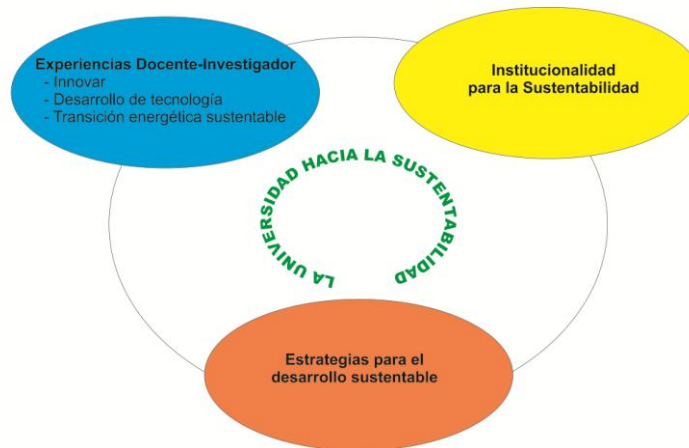 Experiencias Docente-Investigador
- Innovar
- Desarrollo de tecnología
- Transición energética sustentable
Institucionalidad
para la Sustentabilidad
LA UNIVERSIDAD HACIA LA SUSTENTABILIDAD
Estrategias para el
desarrollo sustentable